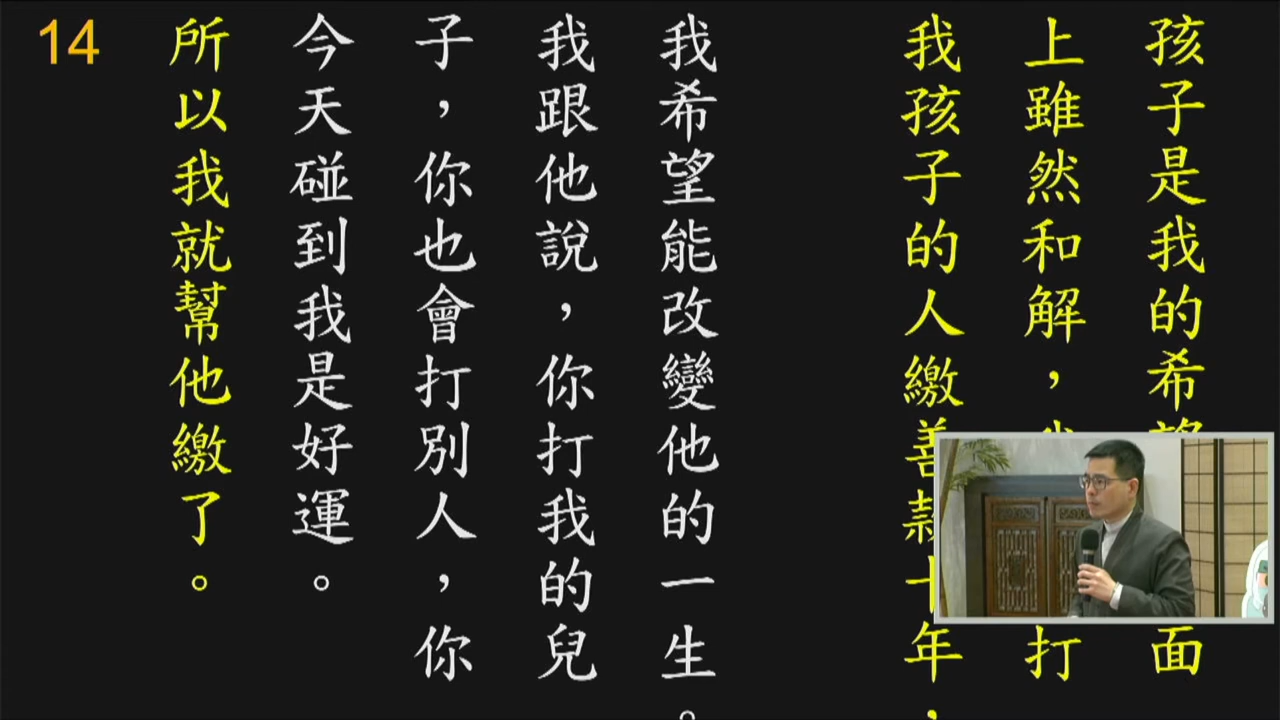 孩子是我的希望面
上雖然和解，打
我孩子的人繳善款十年，
我希望能改變他的一生。
我跟他說，你打我的兒
子，你也會打別人，你
今天碰到我是好運。
所以我就幫他繳了。
14